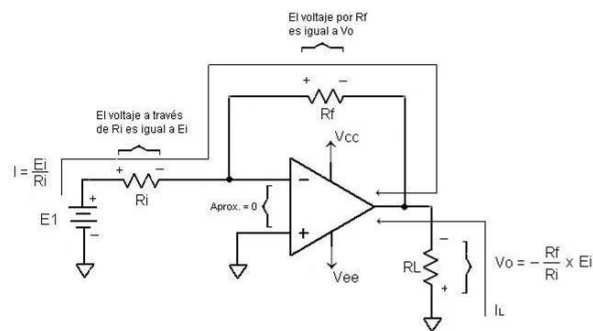 El voltaje por Rf
es igual a Vo
+ −
Rf
El voltaje a través
de Ri es igual a Ei
Vcc
I = Ei/Ri
+ −
Ri
−
Aprox. = 0
+
E1
+
−
Vee
RL
−
+
Vo = − Rf/Ri x Ei
IL